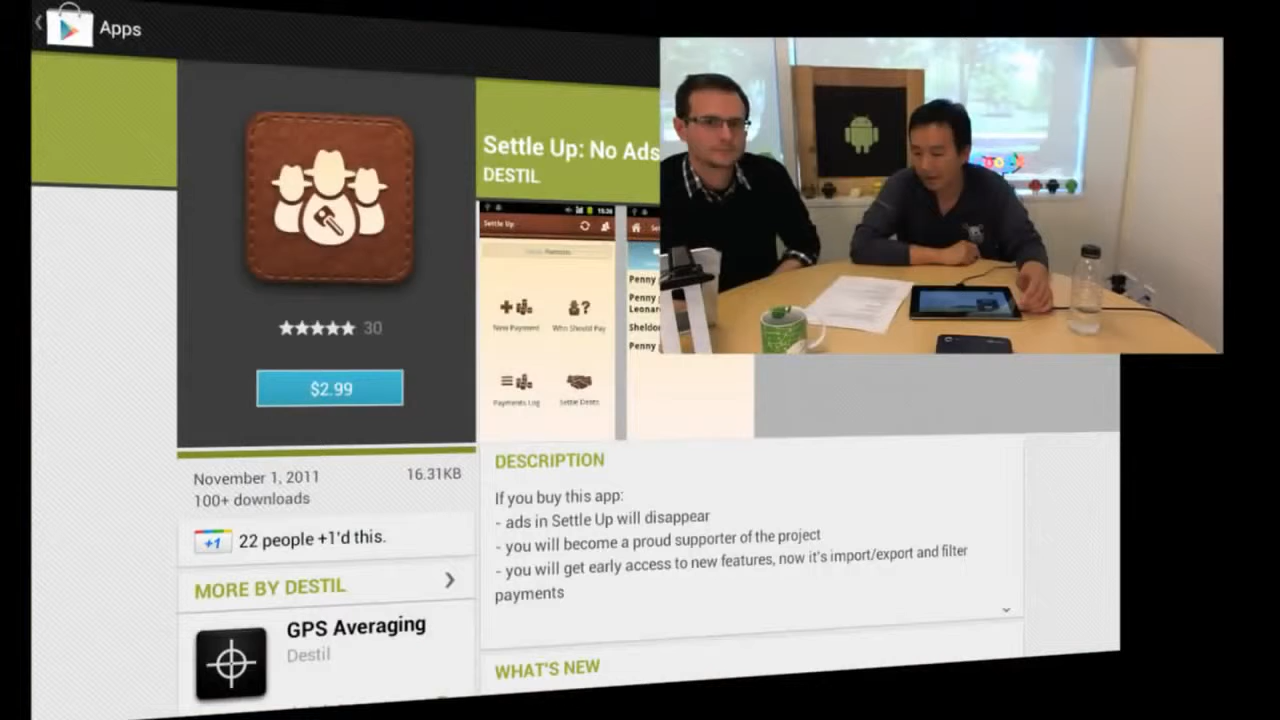 Apps
Settle Up: No Ads
DESTIL
30
$2.99
Settle Up
New Payment
Who Should Pay
Payments Log
Settle Debts
Penny
Penny
Leonar
Sheldo
Penny
November 1, 2011
16.31KB
100+ downloads
+1
22 people +1'd this.
MORE BY DESTIL
GPS Averaging
Destil
DESCRIPTION
If you buy this app:
- ads in Settle Up will disappear
- you will become a proud supporter of the project
- you will get early access to new features, now it's import/export and filter
payments
WHAT'S NEW